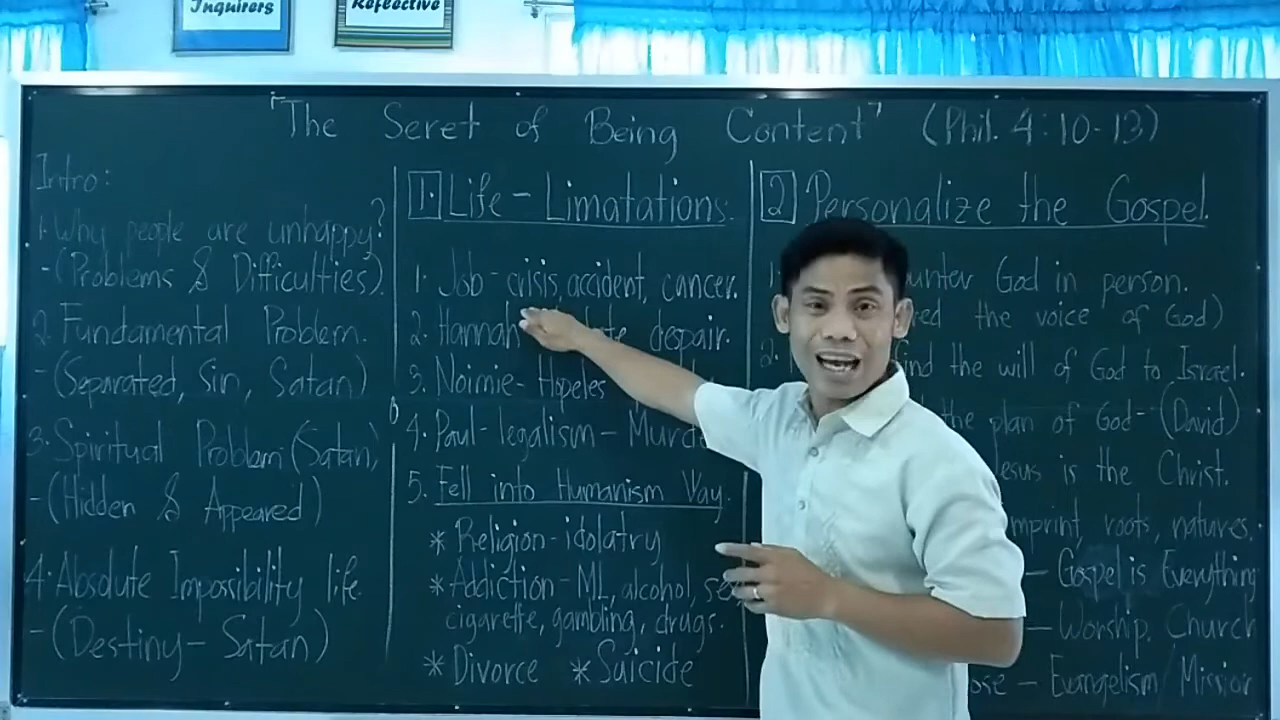 Inquirers
Reflective
"The Seret of Being Content" (Phil. 4:10-13)
Intro:
1. Why people are unhappy?
-(Problems & Difficulties).
2. Fundamental Problem.
-(Separated, Sin, Satan)
3. Spiritual Problem (Satan,
-(Hidden & Appeared)
4. Absolute Impossibility life.
-(Destiny- Satan)
1. Life - Limatations.
1. Job- crisis, accident, cancer.
2. Hannah despair.
3. Noimie- Hopeles
4. Paul- legalism -
5. Fell into Humanism Way.
* Religion- idolatry
* Addiction- ML, alcohol,
cigarette, gambling, drugs.
* Divorce * Suicide
2 Personalize the Gospel.
1. God in person.
the voice of God)
2. the will of God to Israel.
the plan of God- (David)
Jesus is the Christ.
imprint, roots, natures.
- Gospel is Everything
- Worship, Church
- Evangelism/Mission